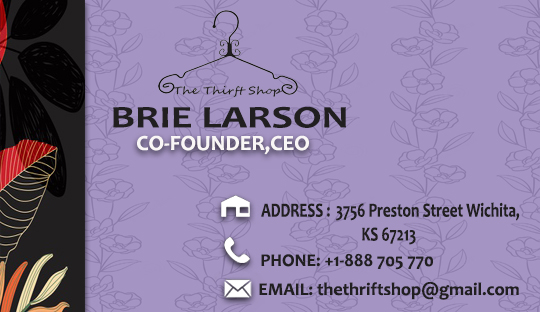 The Thirft Shop
BRIE LARSON
CO-FOUNDER,CEO
ADDRESS : 3756 Preston Street Wichita,
KS 67213
PHONE: +1-888 705 770
EMAIL: thethriftshop@gmail.com